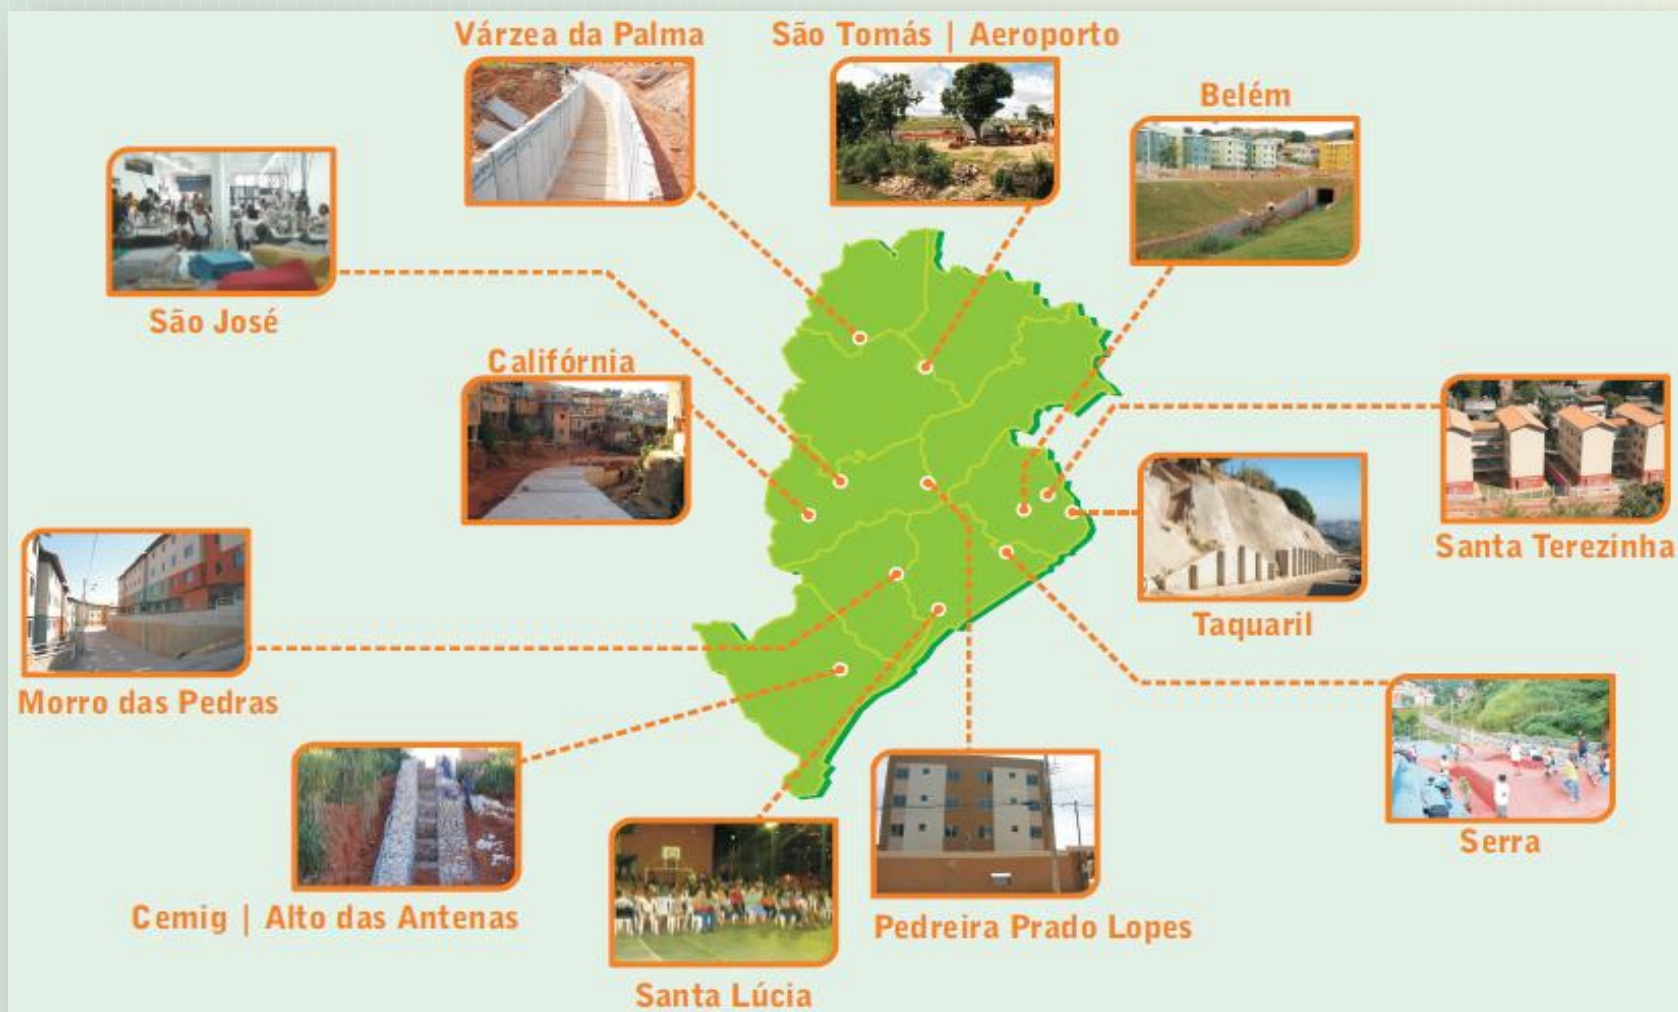 Várzea da Palma
São Tomás | Aeroporto
Belém
São José
Califórnia
Santa Terezinha
Taquaril
Morro das Pedras
Serra
Cemig | Alto das Antenas
Pedreira Prado Lopes
Santa Lúcia